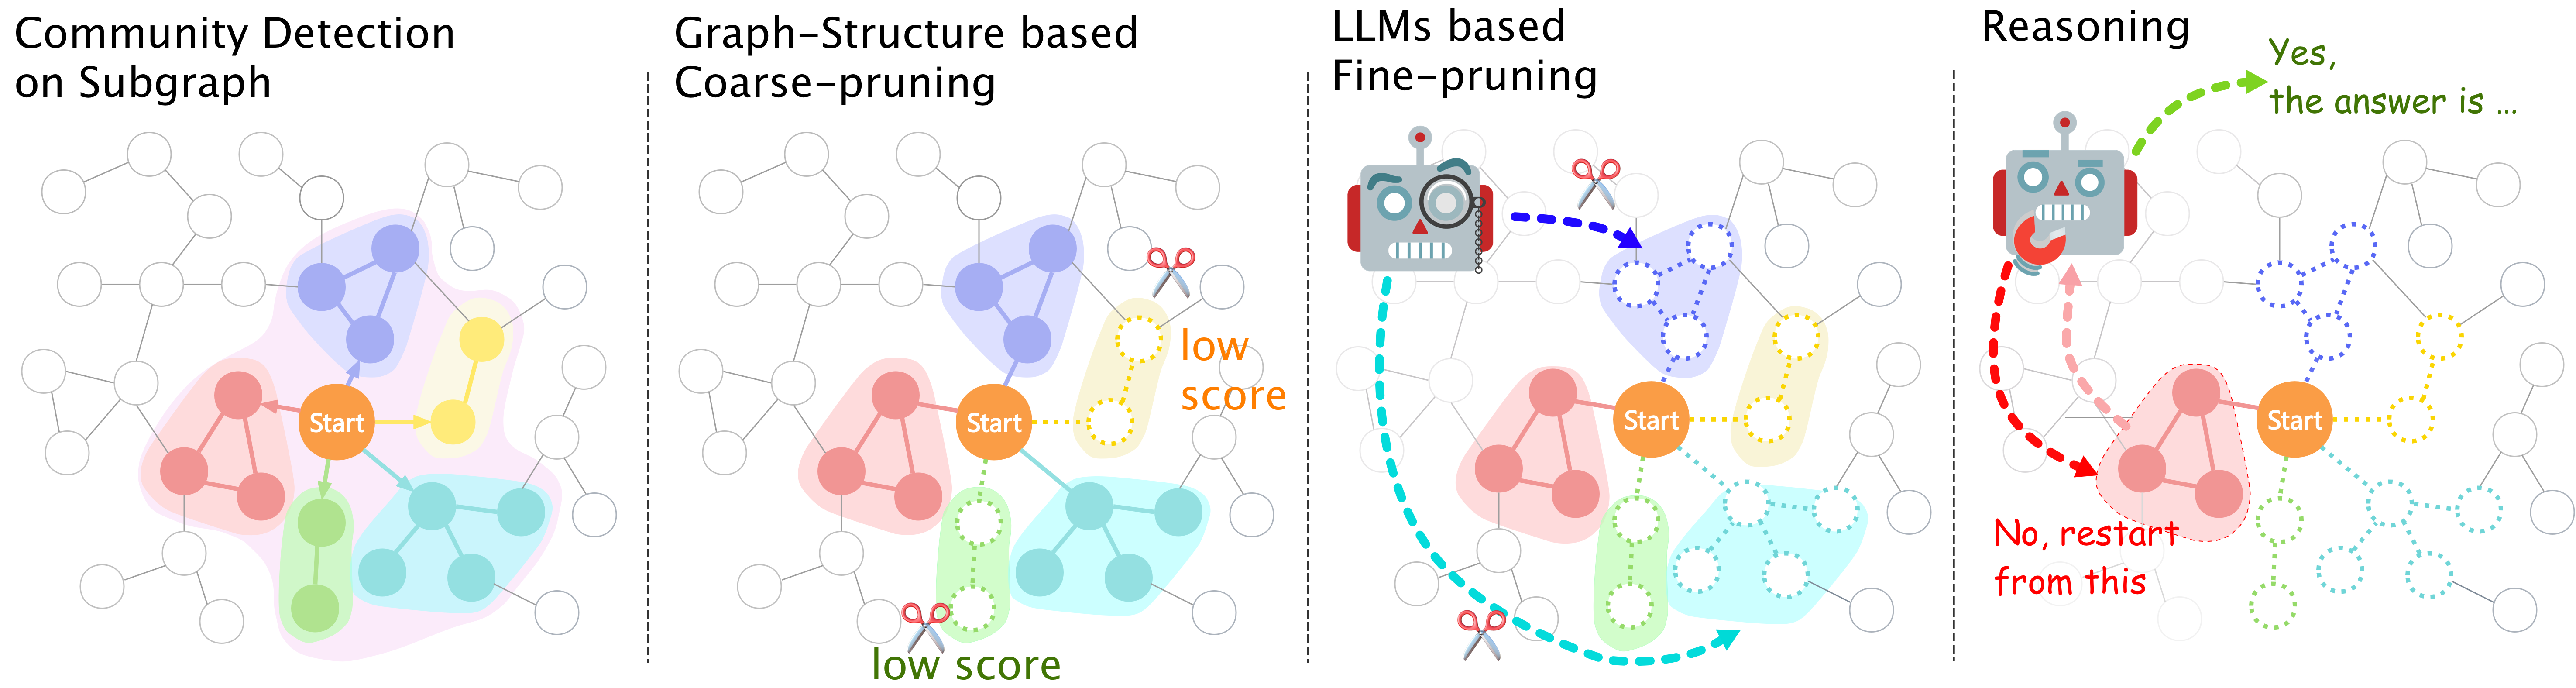 Community Detection
on Subgraph
Start
Graph-Structure based
Coarse-pruning
low
score
Start
low score
LLMs based
Fine-pruning
Start
Reasoning
Yes,
the answer is ...
Start
No, restart
from this